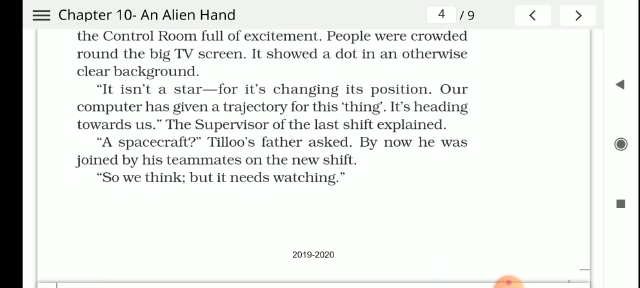 Chapter 10- An Alien Hand
4 / 9
the Control Room full of excitement. People were crowded
round the big TV screen. It showed a dot in an otherwise
clear background.
“It isn’t a star—for it’s changing its position. Our
computer has given a trajectory for this ‘thing’. It’s heading
towards us.” The Supervisor of the last shift explained.
“A spacecraft?” Tilloo’s father asked. By now he was
joined by his teammates on the new shift.
“So we think; but it needs watching.”
2019-2020